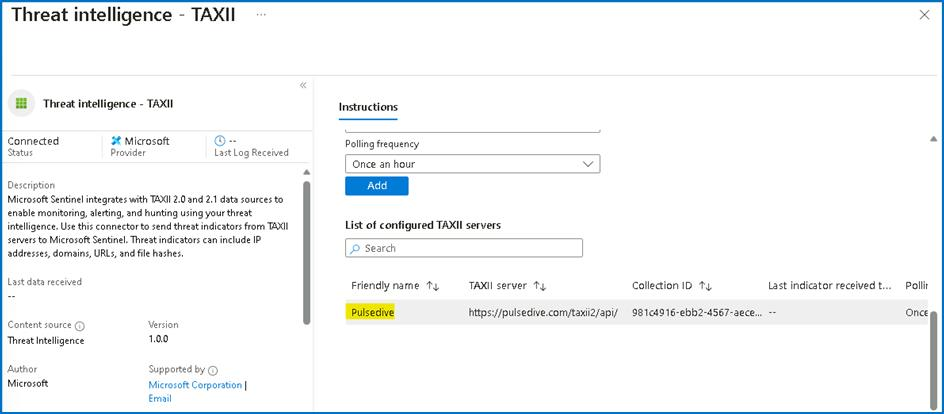 Threat intelligence - TAXII ...
Threat intelligence - TAXII
Connected
Status
Microsoft
Provider
--
Last Log Received
Description
Microsoft Sentinel integrates with TAXII 2.0 and 2.1 data sources to
enable monitoring, alerting, and hunting using your threat
intelligence. Use this connector to send threat indicators from TAXII
servers to Microsoft Sentinel. Threat indicators can include IP
addresses, domains, URLs, and file hashes.
Last data received
--
Content source
Threat Intelligence
Version
1.0.0
Author
Microsoft
Supported by
Microsoft Corporation |
Email
Instructions
Polling frequency
Once an hour
Add
List of configured TAXII servers
Search
Friendly name TAXII server Collection ID Last indicator received t... Pollin
Pulsedive https://pulsedive.com/taxii2/api/ 981c4916-ebb2-4567-aece... -- Once